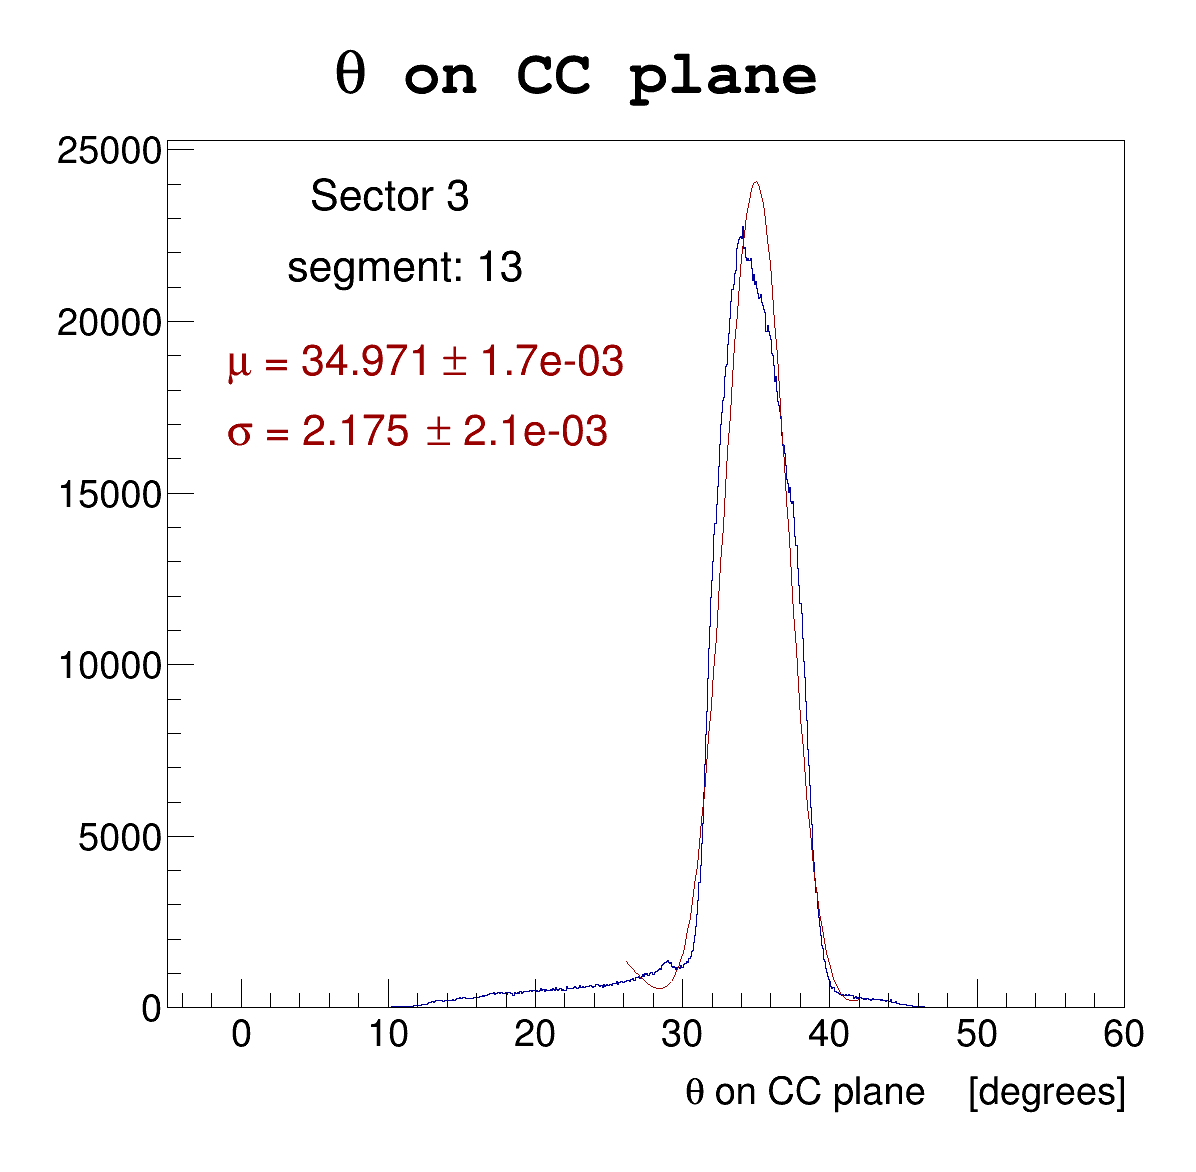 θ on CC plane
25000
Sector 3
segment: 13
20000
μ = 34.971 ± 1.7e-03
σ = 2.175 ± 2.1e-03
15000
10000
5000
0
0 10 20 30 40 50 60
θ on CC plane [degrees]